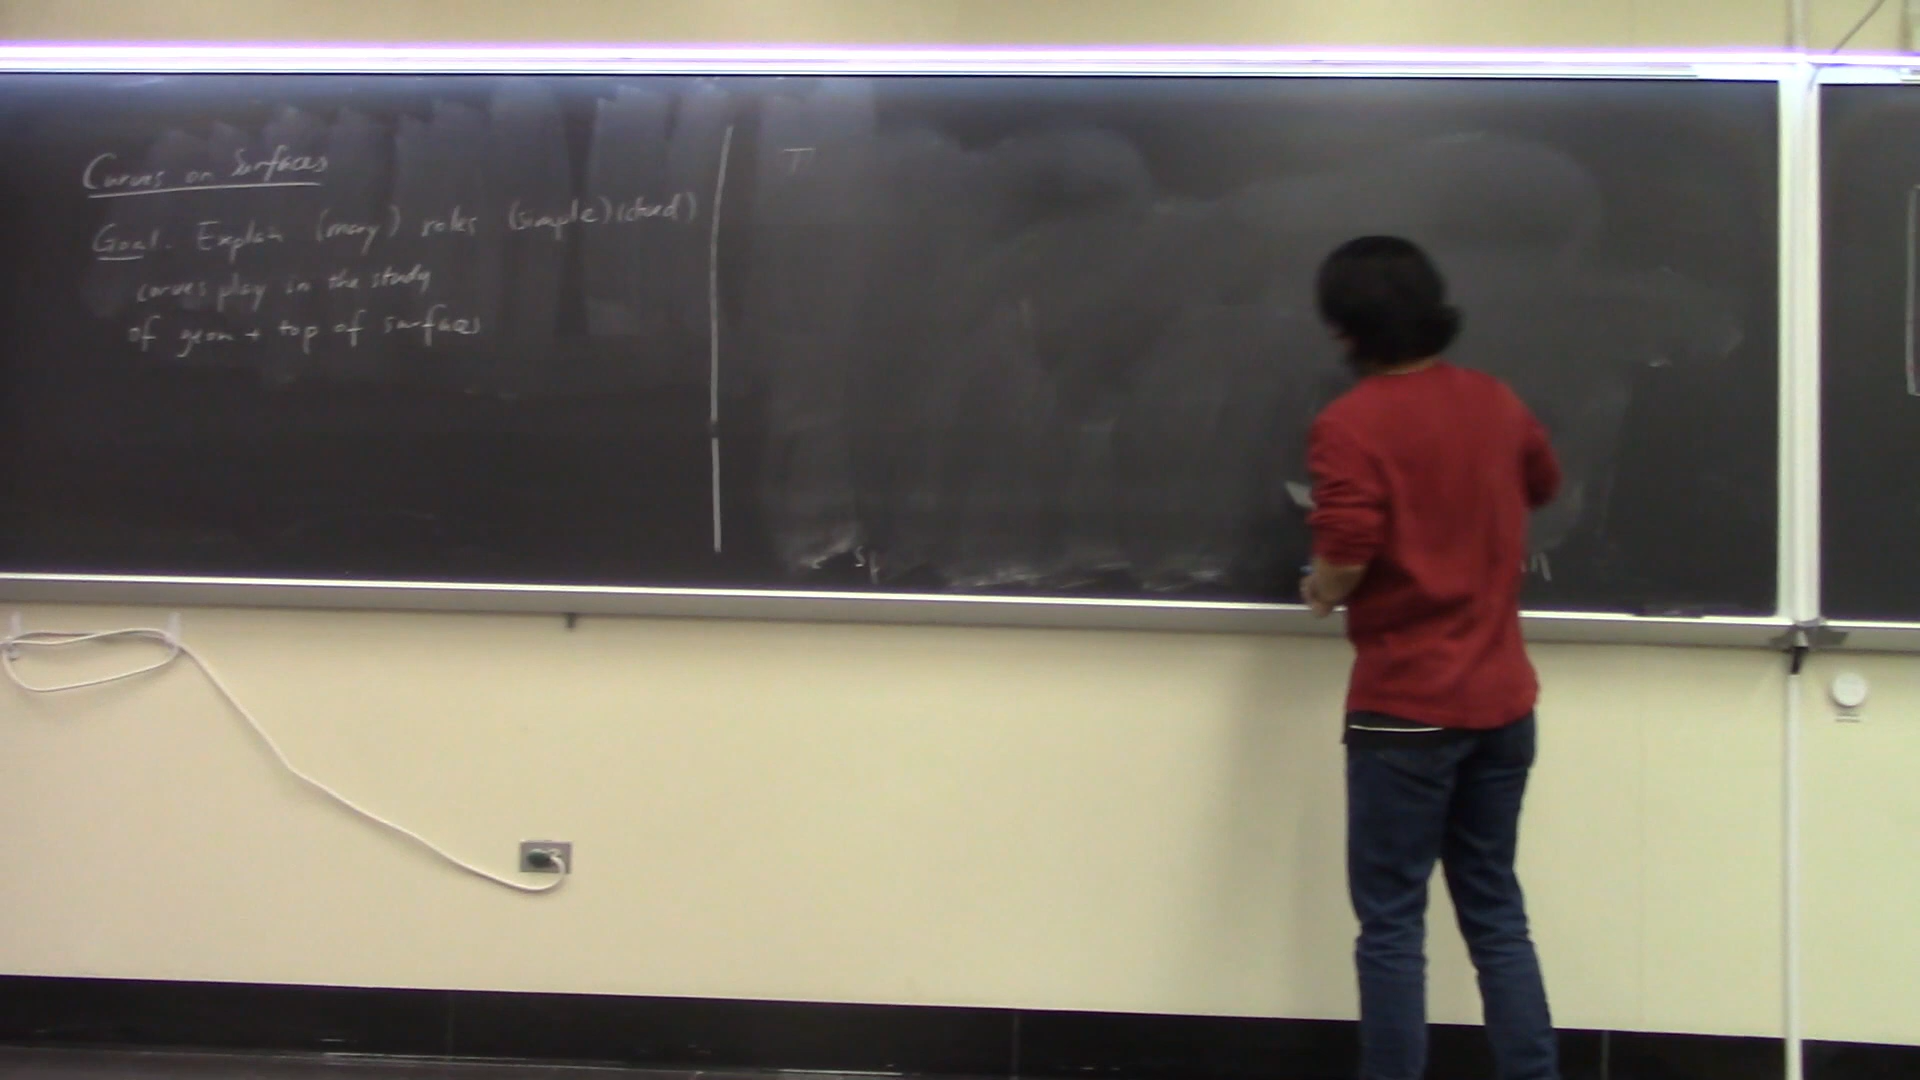 Curves on Surfaces
Goal. Explain (many) roles (simple)(closed)
curves play in the study
of geom + top of surfaces
T